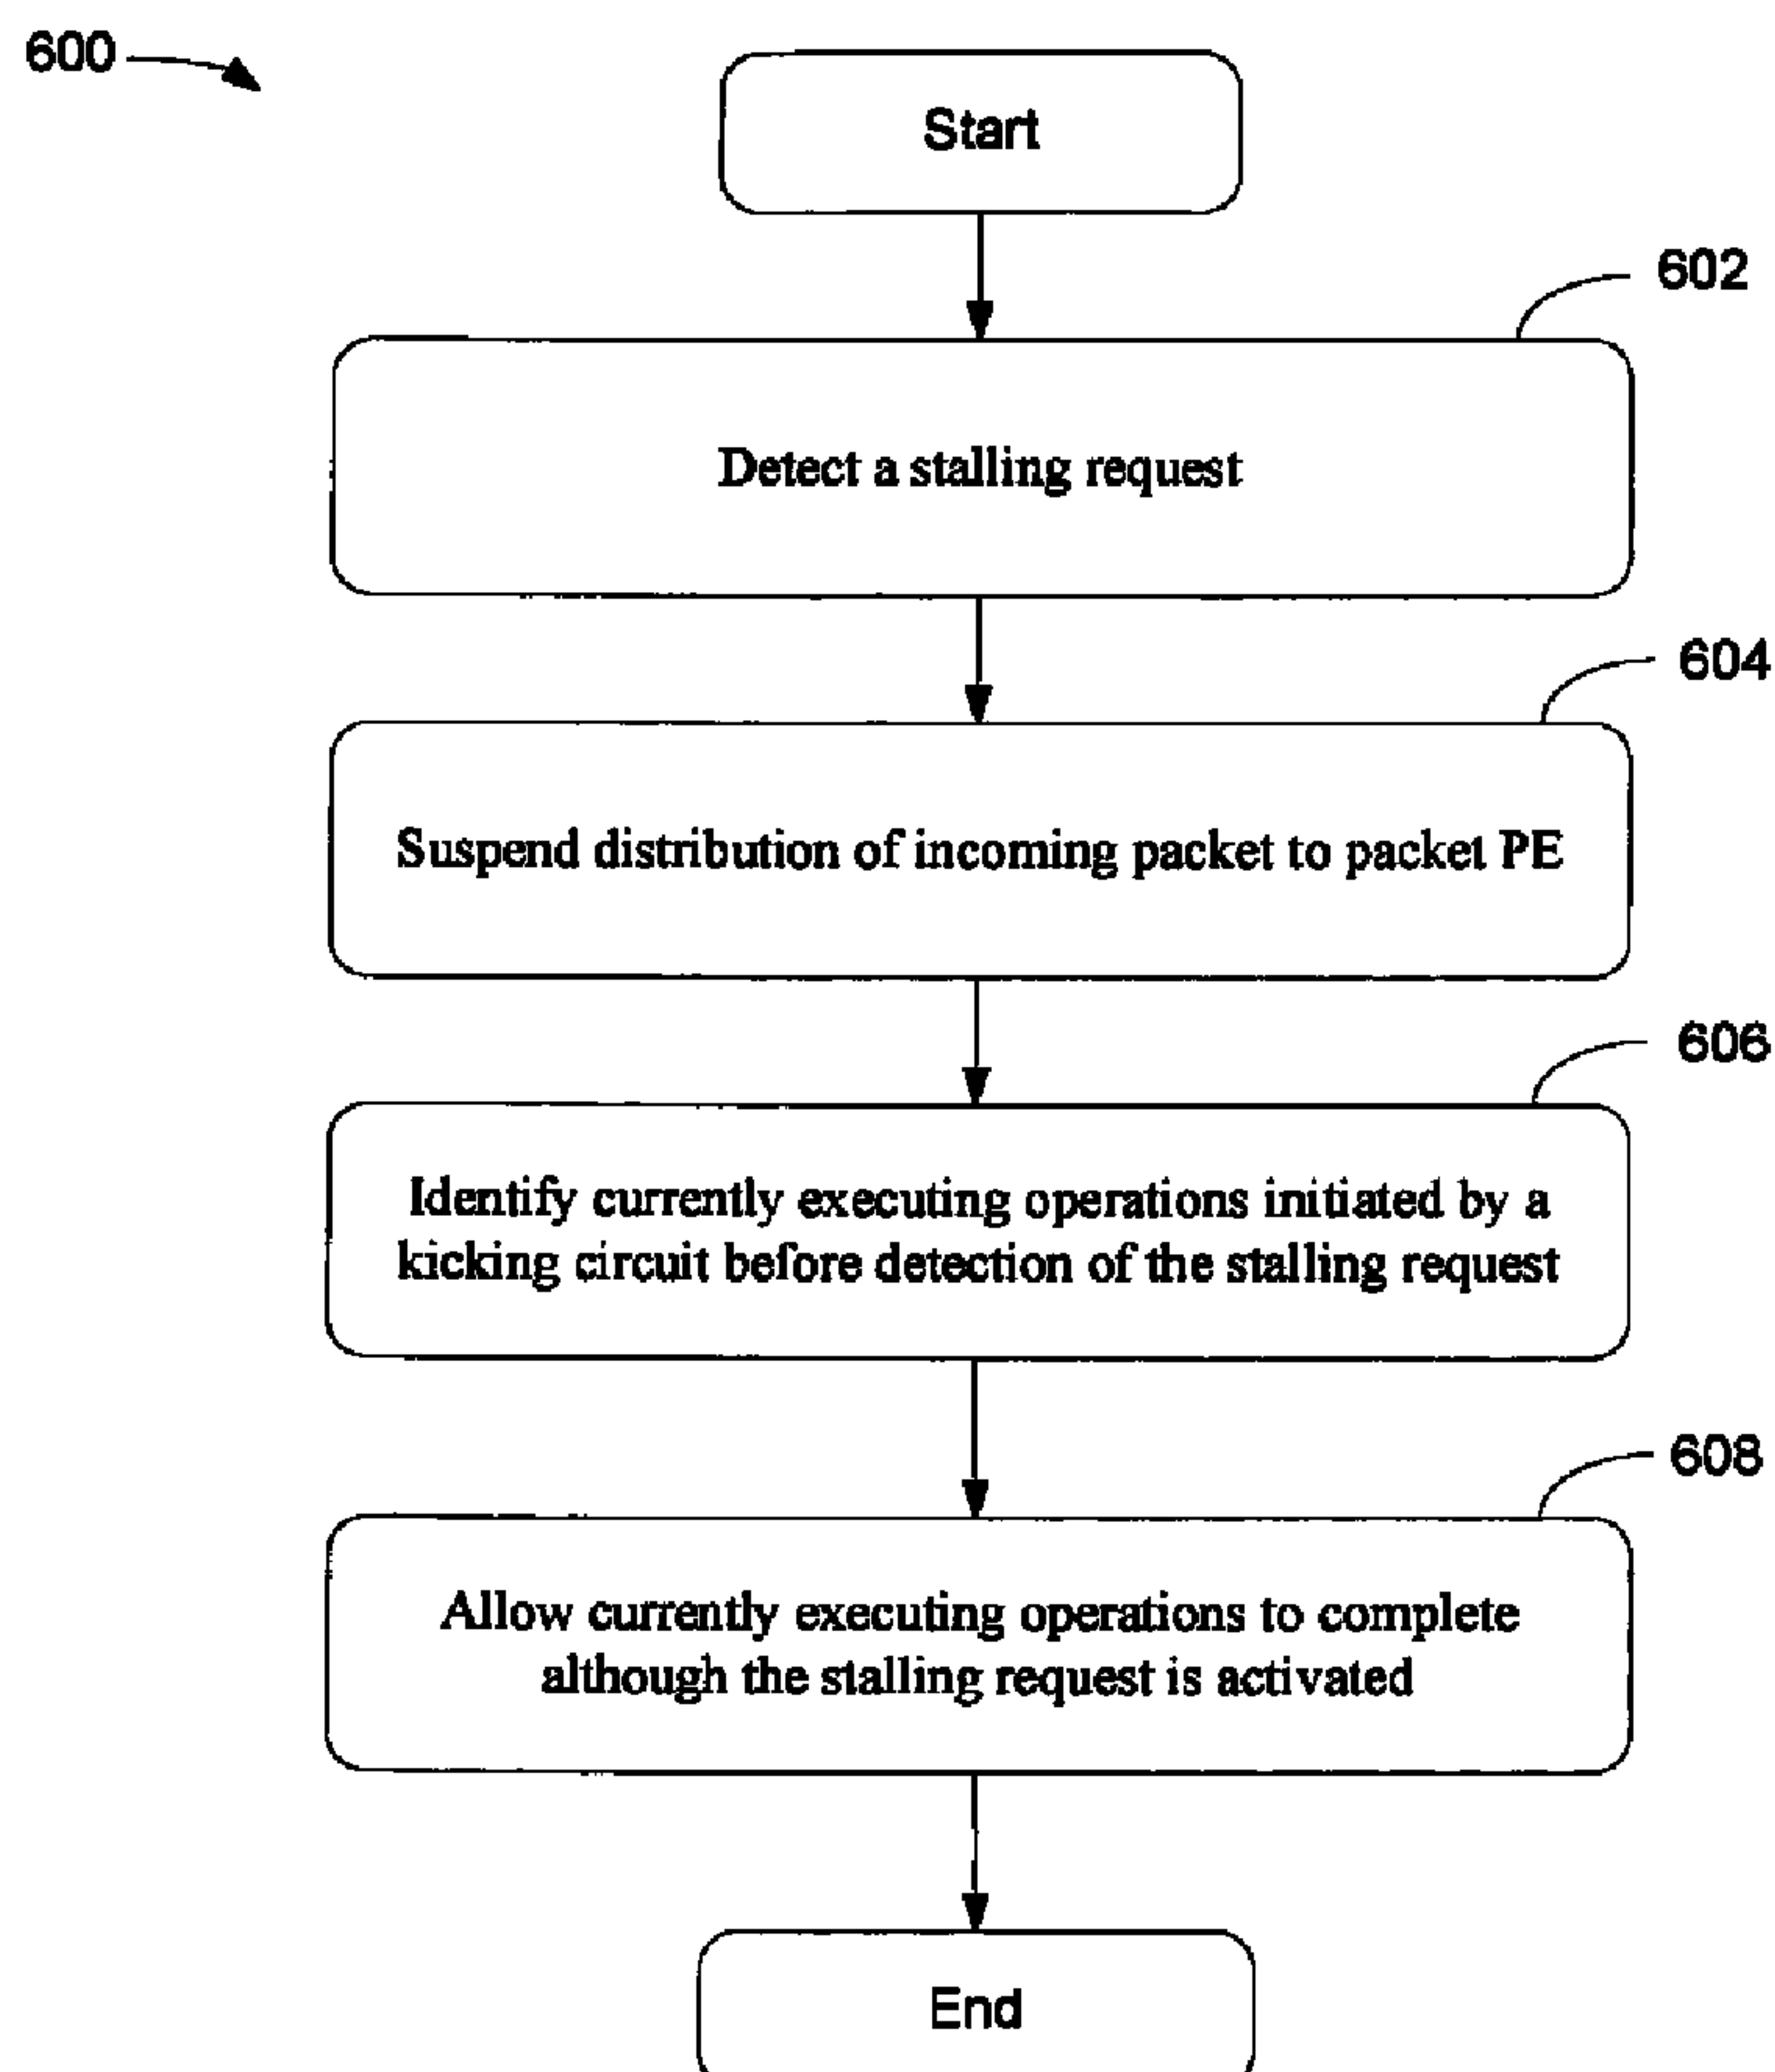 600
Start
602
Detect a stalling request
604
Suspend distribution of incoming packet to packet PE
606
Identify currently executing operations initiated by a
kicking circuit before detection of the stalling request
608
Allow currently executing operations to complete
although the stalling request is activated
End